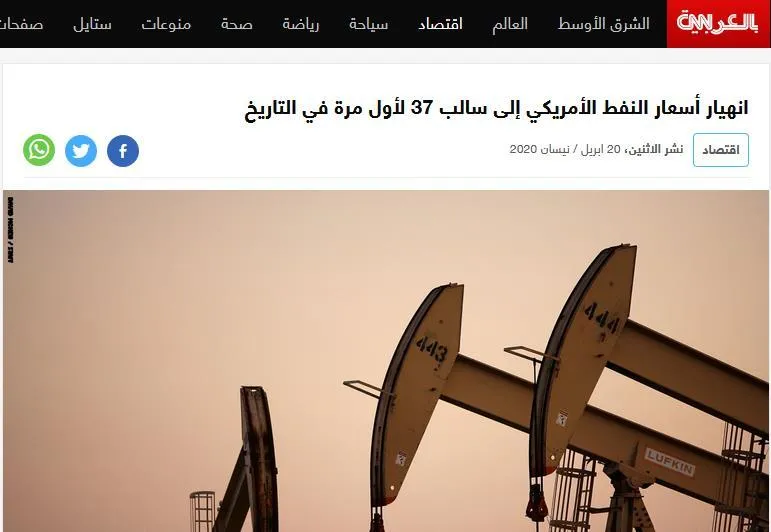 CNN بالعربية
الشرق الأوسط العالم اقتصاد سياحة رياضة صحة منوعات ستايل صفحات
انهيار أسعار النفط الأمريكي إلى سالب 37 لأول مرة في التاريخ
اقتصاد نشر الاثنين، 20 ابريل / نيسان 2020
443
444
LUFKIN